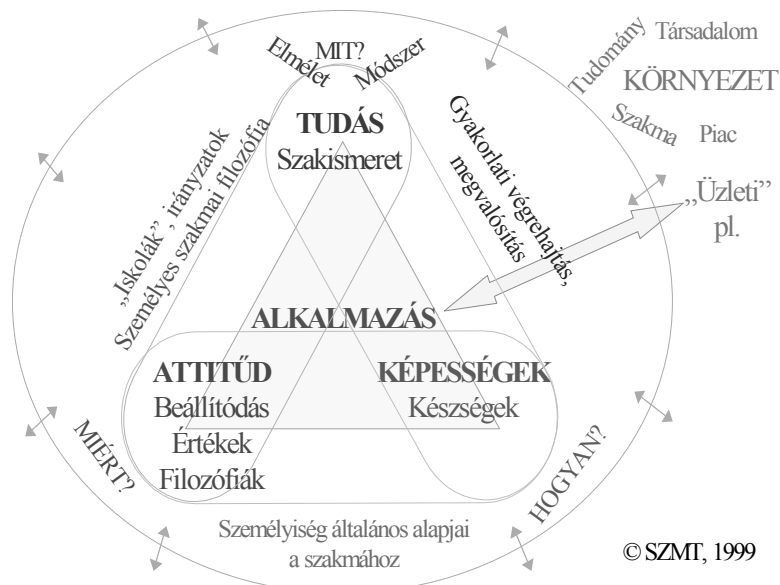 MIT?
Elmélet
Módszer
TUDÁS
Szakismeret
„Iskolák”, irányzatok
Személyes szakmai filozófia
Gyakorlati végrehajtás,
megvalósítás
Tudomány
Társadalom
KÖRNYEZET
Szakma
Piac
„Üzleti”
pl.
ALKALMAZÁS
ATTITŰD
Beállítódás
Értékek
Filozófiák
KÉPESSÉGEK
Készségek
MIÉRT?
HOGYAN?
Személyiség általános alapjai
a szakmához
© SZMT, 1999